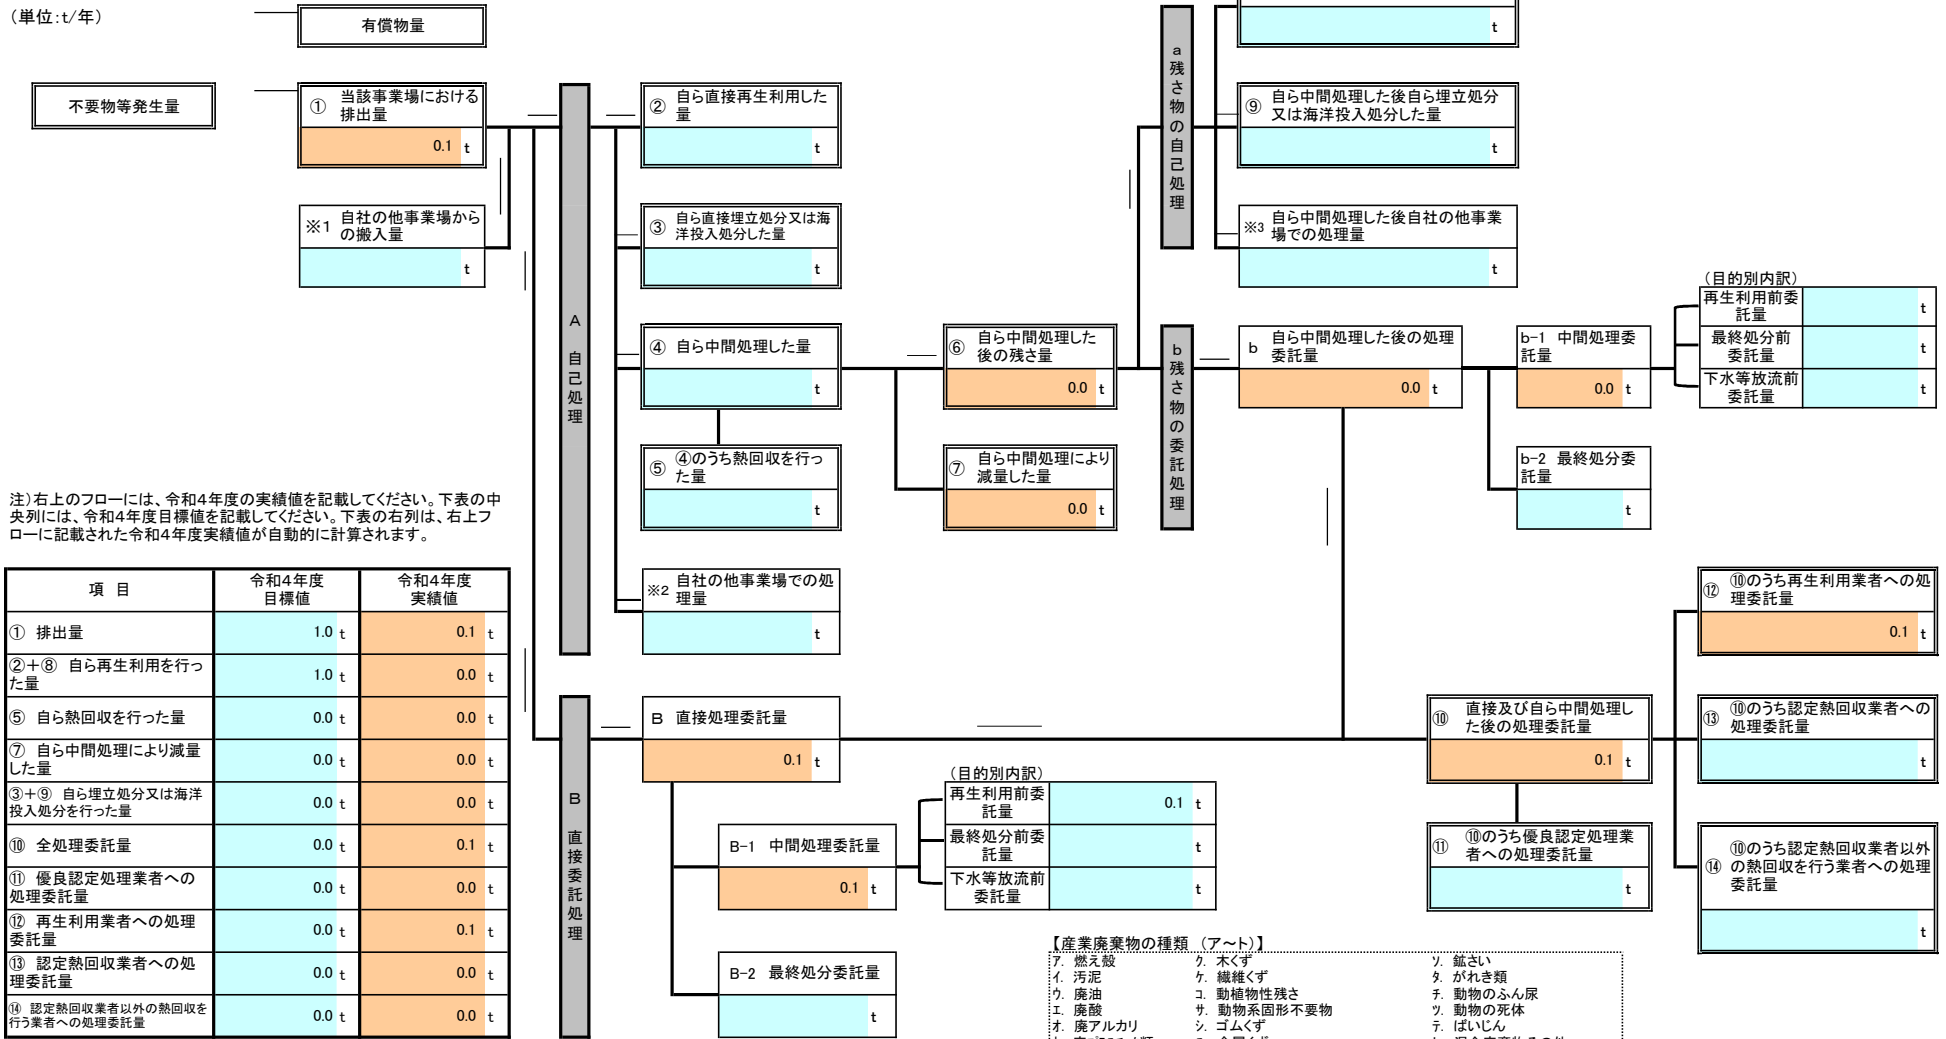 （単位：t/年）
有償物量
t
不要物等発生量
① 当該事業場における
排出量
0.1 t
※1 自社の他事業場から
の搬入量
t
A 自己処理
② 自ら直接再生利用した
量
t
③ 自ら直接埋立処分又は海
洋投入処分した量
t
④ 自ら中間処理した量
t
⑤ ④のうち熱回収を行っ
た量
t
※2 自社の他事業場での処
理量
t
⑥ 自ら中間処理した
後の残さ量
0.0 t
⑦ 自ら中間処理により
減量した量
0.0 t
a 残さ物の自己処理
⑨ 自ら中間処理した後自ら埋立処分
又は海洋投入処分した量
t
※3 自ら中間処理した後自社の他事業
場での処理量
t
b 残さ物の委託処理
b 自ら中間処理した後の処理
委託量
0.0 t
b-1 中間処理委
託量
0.0 t
b-2 最終処分委
託量
t
（目的別内訳）
再生利用前委
託量
t
最終処分前
委託量
t
下水等放流前
委託量
t
注）右上のフローには、令和４年度の実績値を記載してください。下表の中
央列には、令和４年度目標値を記載してください。下表の右列は、右上フ
ローに記載された令和４年度実績値が自動的に計算されます。
項 目 令和４年度
目標値 令和４年度
実績値
① 排出量 1.0 t 0.1 t
②＋⑧ 自ら再生利用を行っ
た量 1.0 t 0.0 t
⑤ 自ら熱回収を行った量 0.0 t 0.0 t
⑦ 自ら中間処理により減量
した量 0.0 t 0.0 t
③＋⑨ 自ら埋立処分又は海洋
投入処分を行った量 0.0 t 0.0 t
⑩ 全処理委託量 0.0 t 0.1 t
⑪ 優良認定処理業者への
処理委託量 0.0 t 0.0 t
⑫ 再生利用業者への処理
委託量 0.0 t 0.1 t
⑬ 認定熱回収業者への処
理委託量 0.0 t 0.0 t
⑭ 認定熱回収業者以外の熱回収を
行う業者への処理委託量 0.0 t 0.0 t
B 直接委託処理
B 直接処理委託量
0.1 t
B-1 中間処理委託量
0.1 t
B-2 最終処分委託量
t
（目的別内訳）
再生利用前委
託量
0.1 t
最終処分前委
託量
t
下水等放流前
委託量
t
⑩ 直接及び自ら中間処理し
た後の処理委託量
0.1 t
⑪ ⑩のうち優良認定処理業
者への処理委託量
t
⑫ ⑩のうち再生利用業者への処
理委託量
0.1 t
⑬ ⑩のうち認定熱回収業者への
処理委託量
t
⑭ ⑩のうち認定熱回収業者以外
の熱回収を行う業者への処理
委託量
t
【産業廃棄物の種類 （ア～ト）】
ア. 燃え殻 ク. 木くず ソ. 鉱さい
イ. 汚泥 ケ. 繊維くず タ. がれき類
ウ. 廃油 コ. 動植物性残さ チ. 動物のふん尿
エ. 廃酸 サ. 動物系固形不要物 ツ. 動物の死体
オ. 廃アルカリ シ. ゴムくず テ. ばいじん